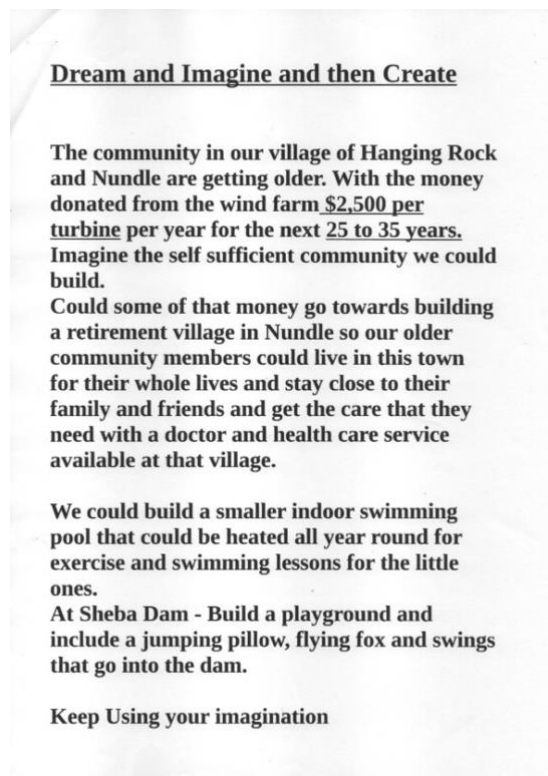 Dream and Imagine and then Create
The community in our village of Hanging Rock
and Nundle are getting older. With the money
donated from the wind farm $2,500 per
turbine per year for the next 25 to 35 years.
Imagine the self sufficient community we could
build.
Could some of that money go towards building
a retirement village in Nundle so our older
community members could live in this town
for their whole lives and stay close to their
family and friends and get the care that they
need with a doctor and health care service
available at that village.
We could build a smaller indoor swimming
pool that could be heated all year round for
exercise and swimming lessons for the little
ones.
At Sheba Dam - Build a playground and
include a jumping pillow, flying fox and swings
that go into the dam.
Keep Using your imagination